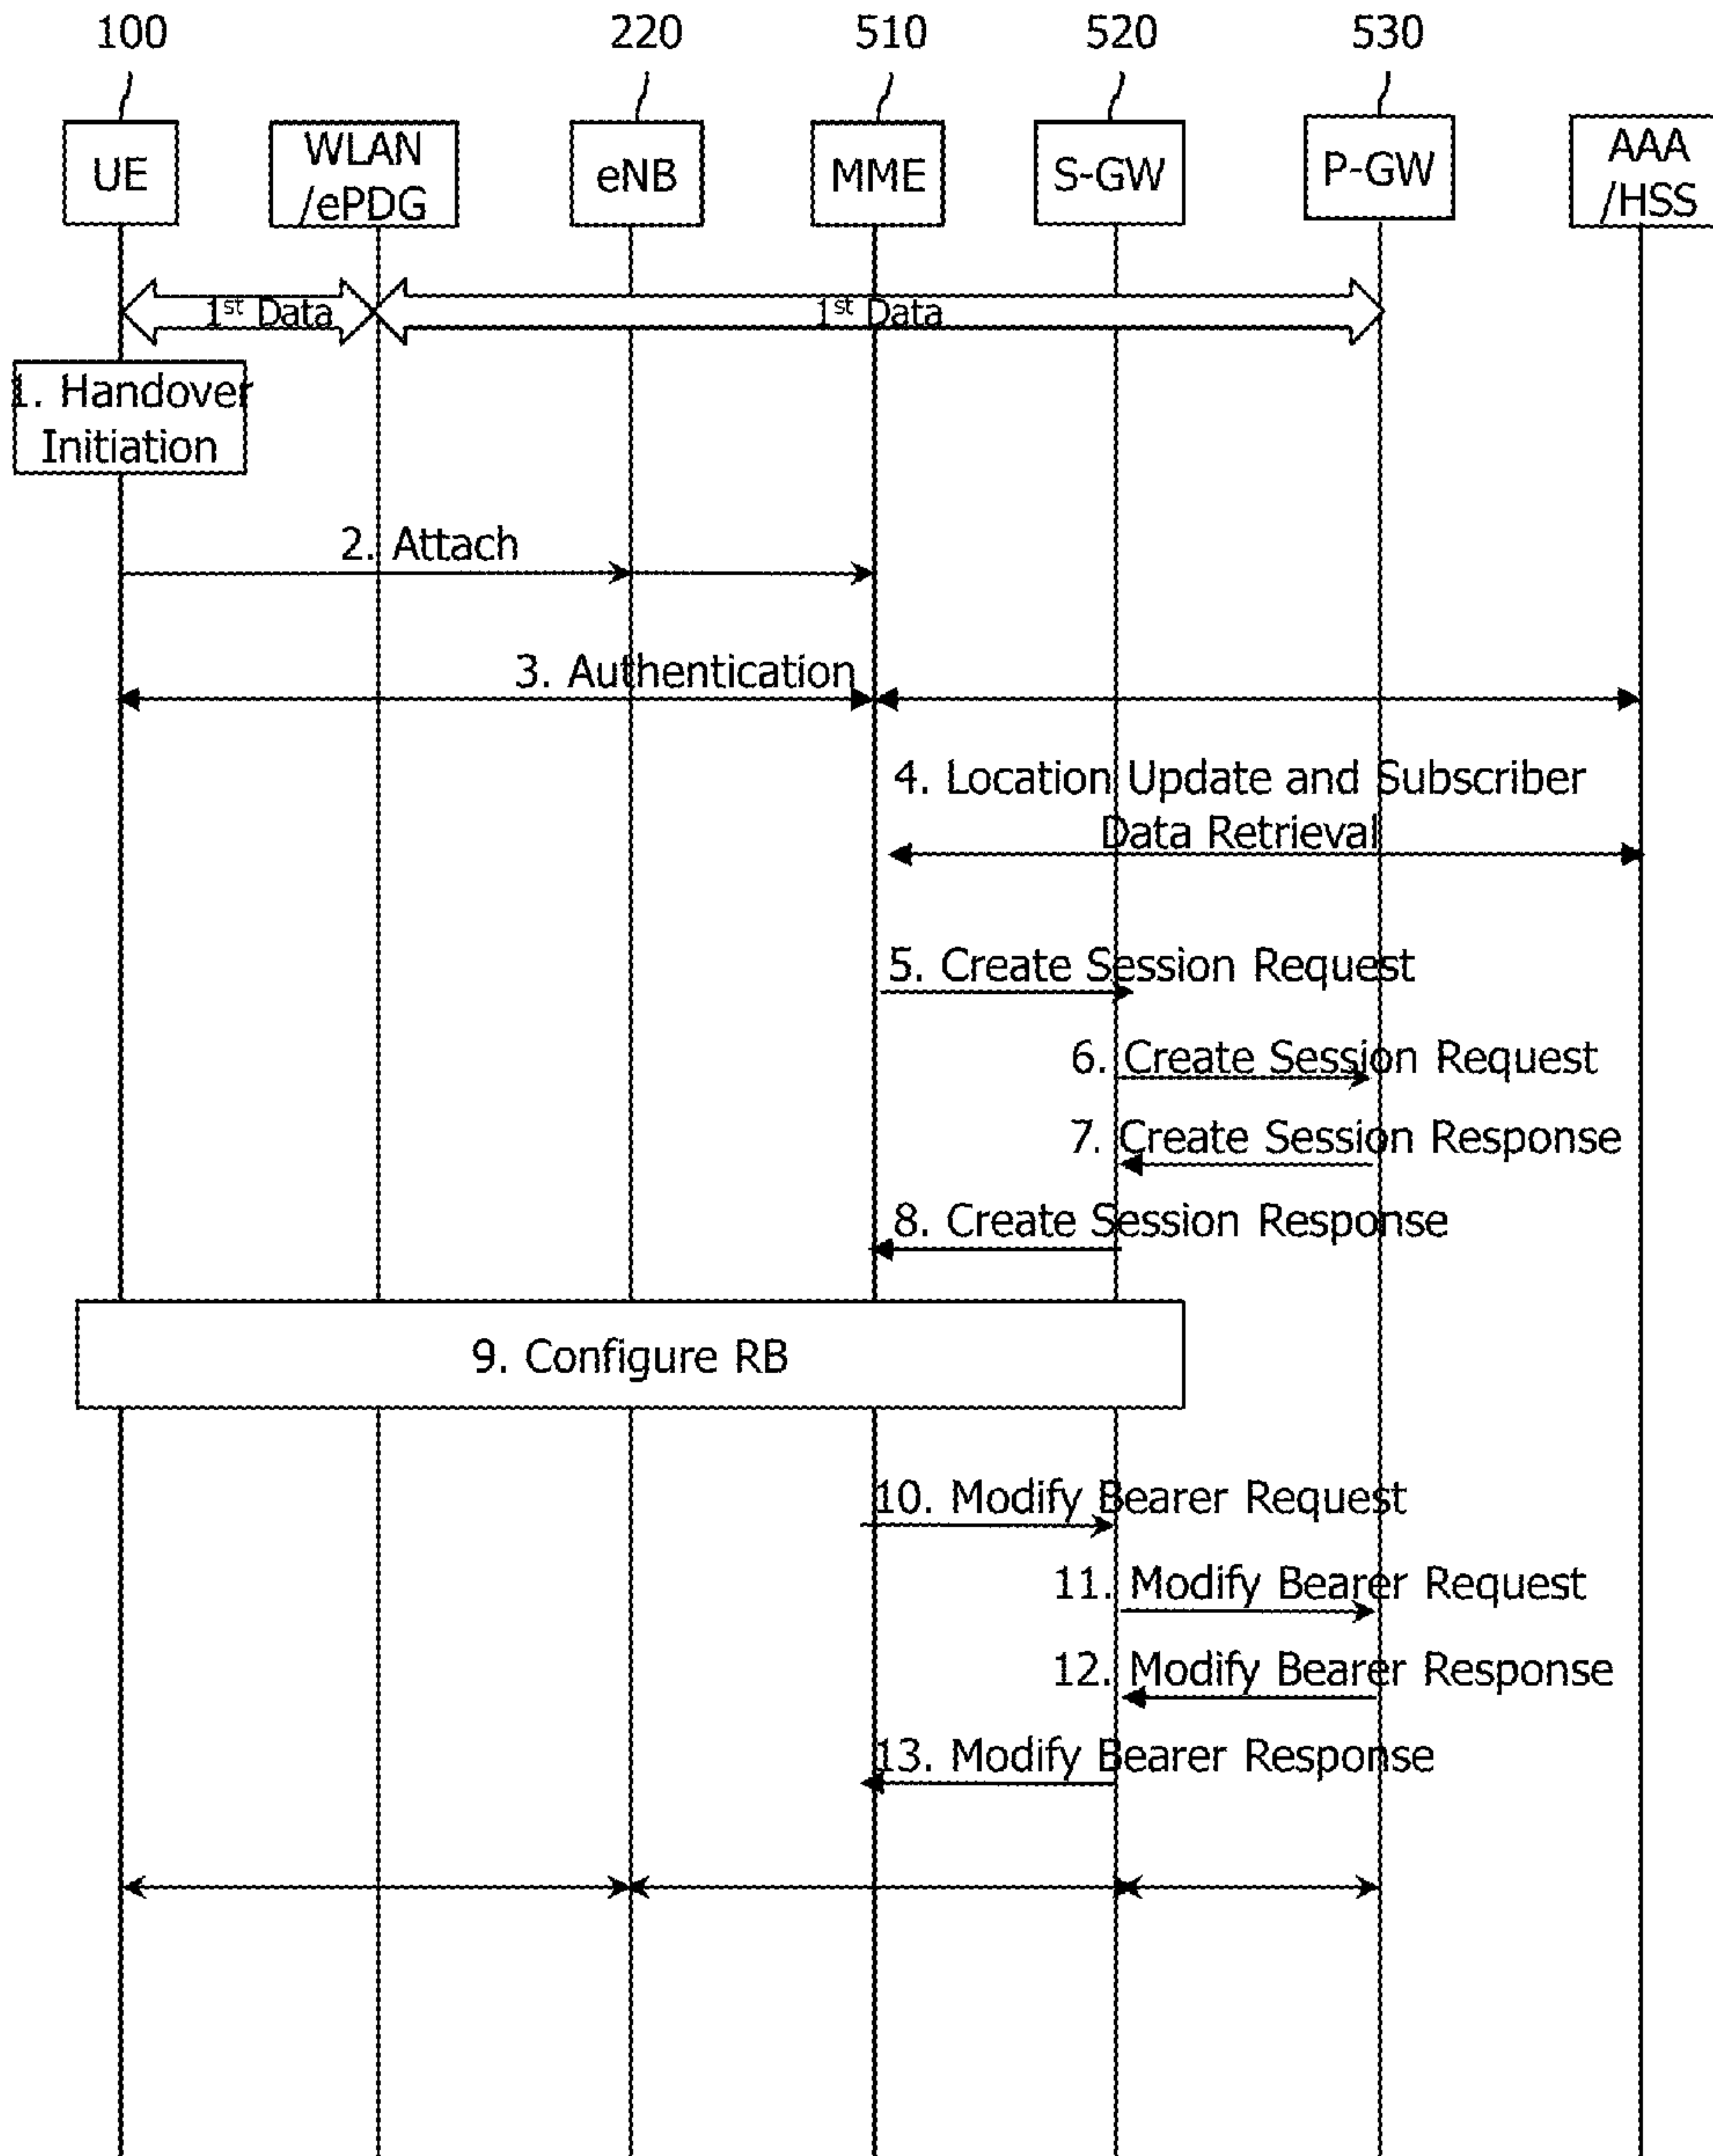 100 220 510 520 530
UE WLAN eNB MME S-GW P-GW AAA
/ePDG /HSS
1st Data 1st Data
1. Handover
Initiation
2. Attach
3. Authentication
4. Location Update and Subscriber
Data Retrieval
5. Create Session Request
6. Create Session Request
7. Create Session Response
8. Create Session Response
9. Configure RB
10. Modify Bearer Request
11. Modify Bearer Request
12. Modify Bearer Response
13. Modify Bearer Response